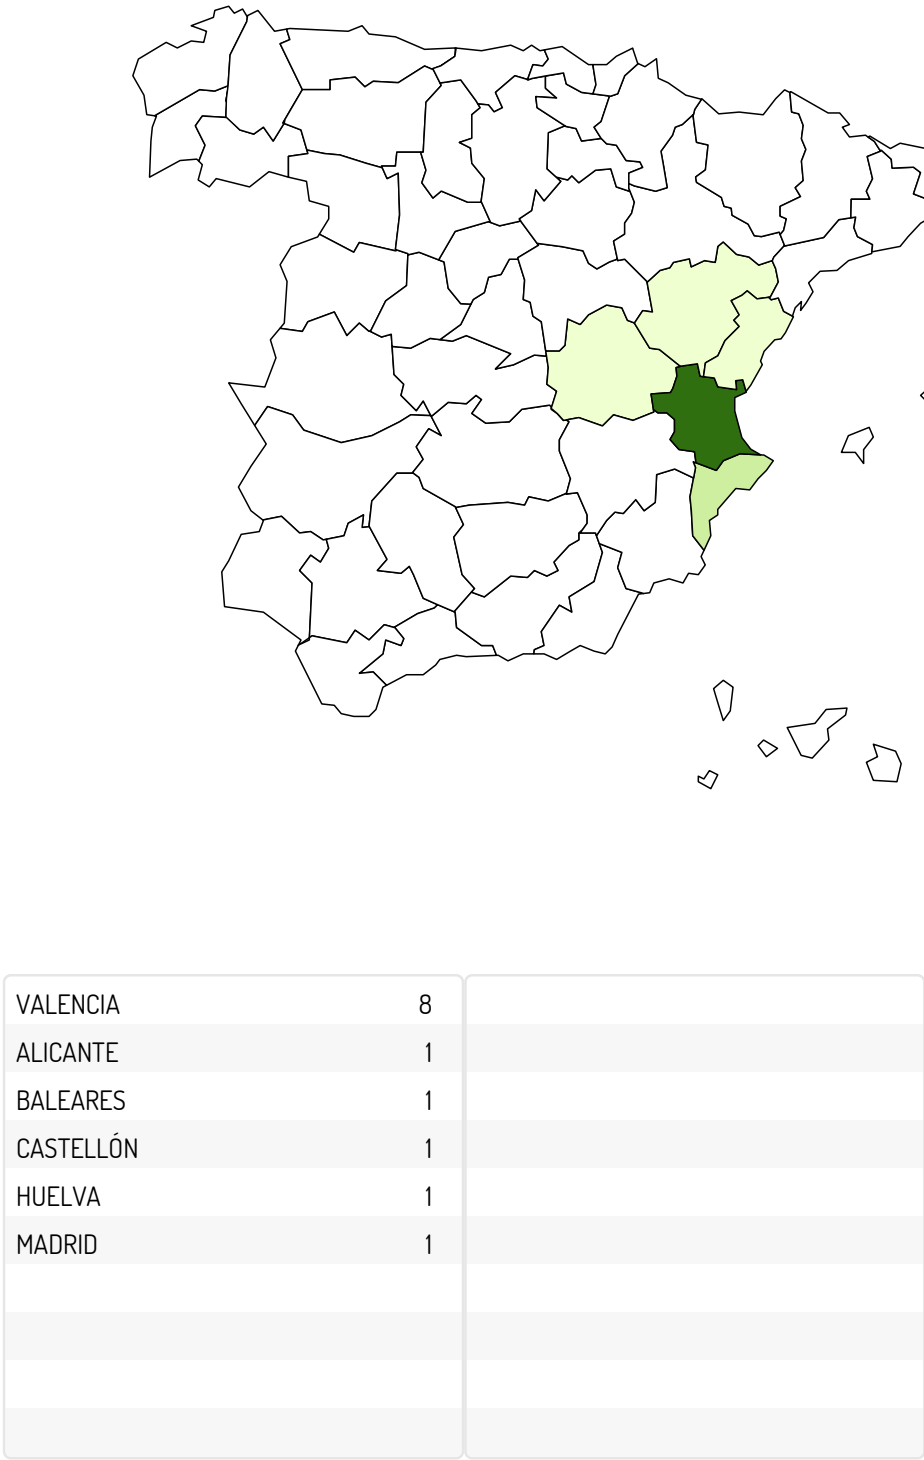 VALENCIA 8
ALICANTE 1
BALEARES 1
CASTELLÓN 1
HUELVA 1
MADRID 1